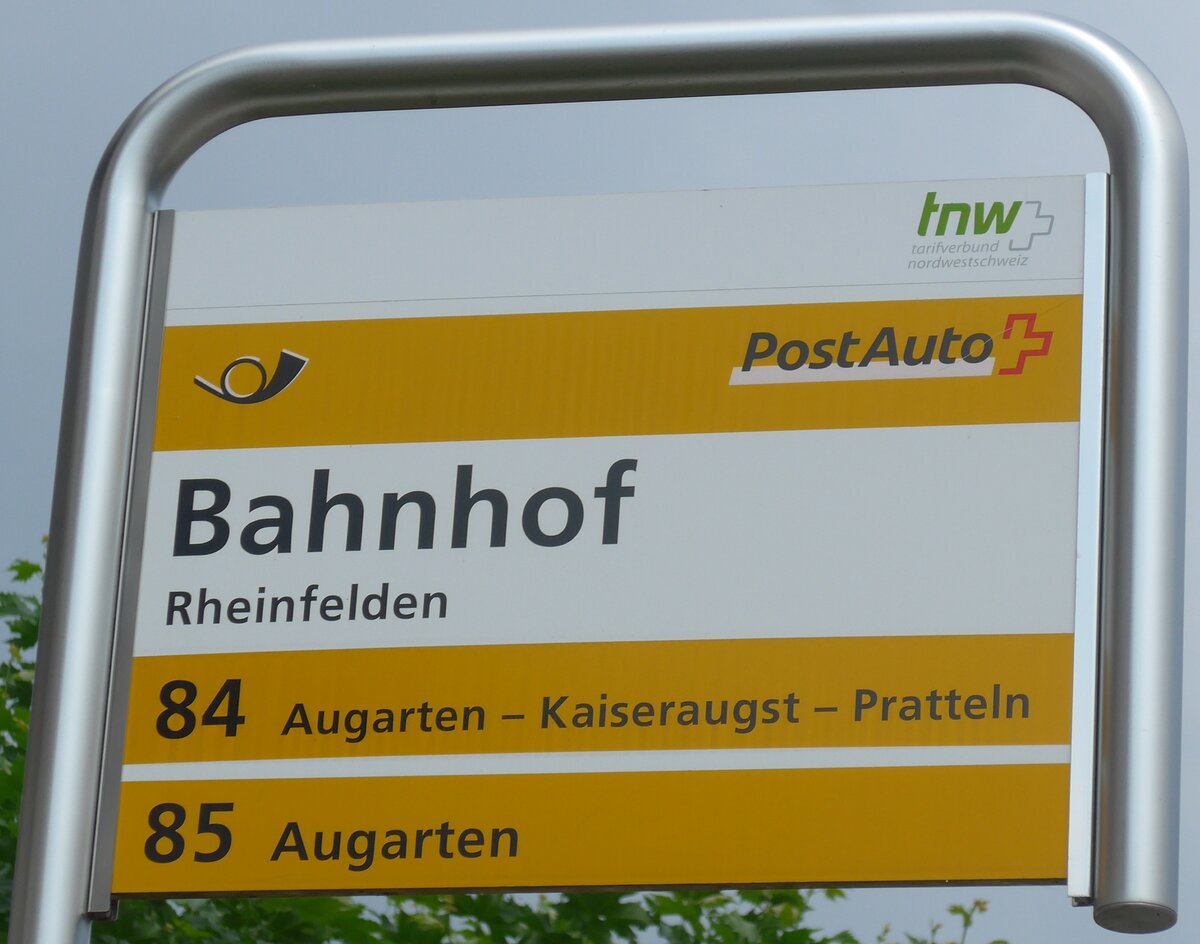 tnw
tarifverbund
nordwestschweiz
PostAuto
Bahnhof
Rheinfelden
84 Augarten – Kaiseraugst – Pratteln
85 Augarten